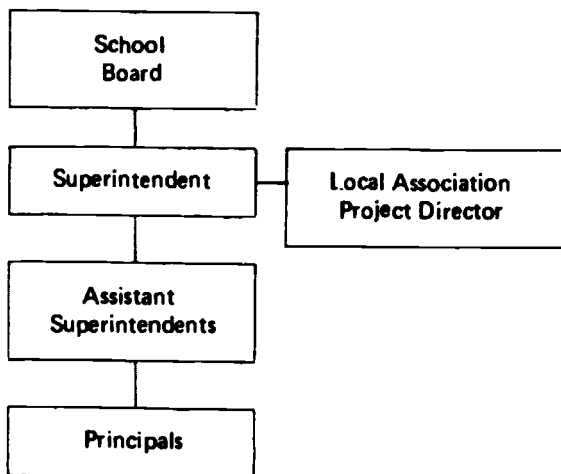 School
Board
Superintendent
Local Association
Project Director
Assistant
Superintendents
Principals